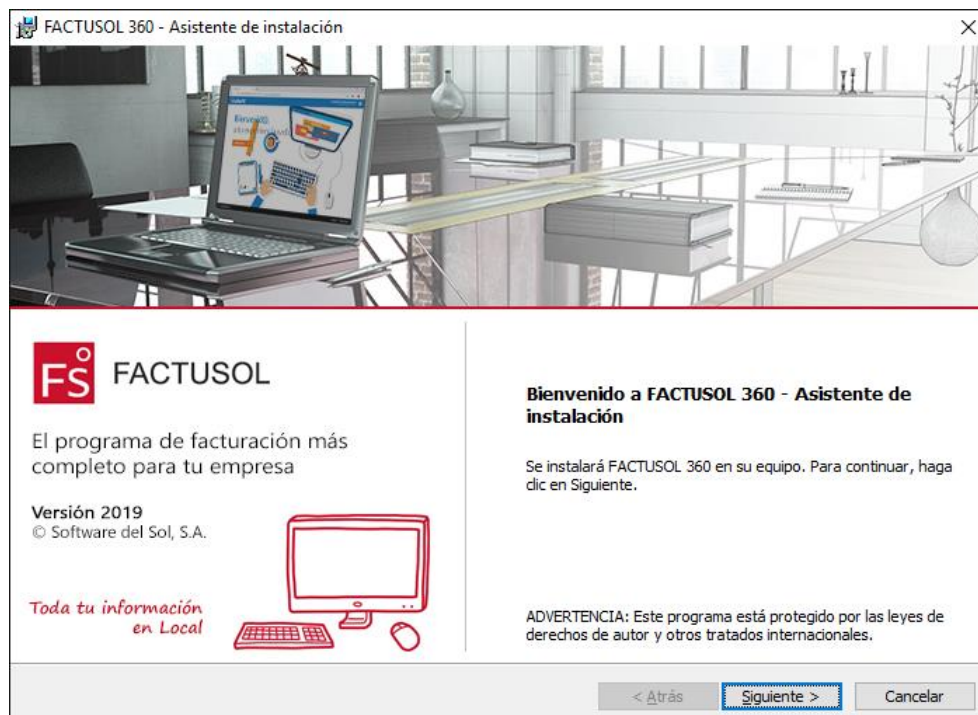 FACTUSOL 360 - Asistente de instalación
Bienvenid@
FS
FACTUSOL
El programa de facturación más
completo para tu empresa
Versión 2019
© Software del Sol, S.A.
Toda tu información
en Local
Bienvenido a FACTUSOL 360 - Asistente de
instalación
Se instalará FACTUSOL 360 en su equipo. Para continuar, haga
clic en Siguiente.
ADVERTENCIA: Este programa está protegido por las leyes de
derechos de autor y otros tratados internacionales.
< Atrás
Siguiente >
Cancelar